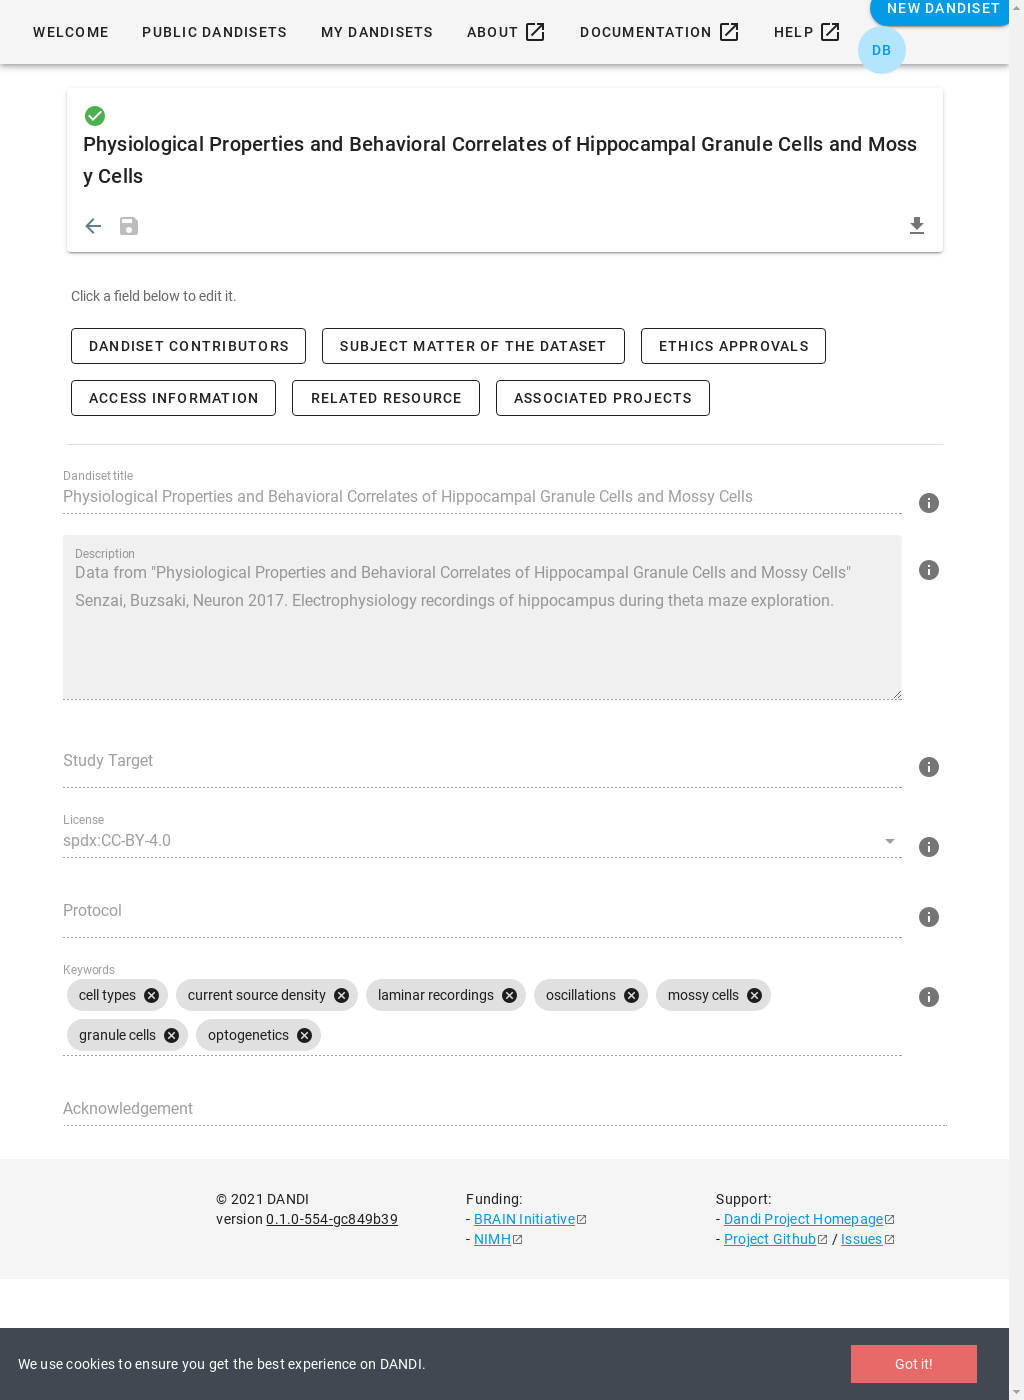 WELCOME PUBLIC DANDISETS MY DANDISETS ABOUT DOCUMENTATION HELP NEW DANDISET
DB
Physiological Properties and Behavioral Correlates of Hippocampal Granule Cells and Moss
y Cells
Click a field below to edit it.
DANDISET CONTRIBUTORS SUBJECT MATTER OF THE DATASET ETHICS APPROVALS
ACCESS INFORMATION RELATED RESOURCE ASSOCIATED PROJECTS
Dandiset title
Physiological Properties and Behavioral Correlates of Hippocampal Granule Cells and Mossy Cells
Description
Data from "Physiological Properties and Behavioral Correlates of Hippocampal Granule Cells and Mossy Cells"
Senzai, Buzsaki, Neuron 2017. Electrophysiology recordings of hippocampus during theta maze exploration.
Study Target
License
spdx:CC-BY-4.0
Protocol
Keywords
cell types current source density laminar recordings oscillations mossy cells
granule cells optogenetics
Acknowledgement
© 2021 DANDI
version 0.1.0-554-gc849b39
Funding:
- BRAIN Initiative
- NIMH
Support:
- Dandi Project Homepage
- Project Github / Issues
We use cookies to ensure you get the best experience on DANDI.
Got it!